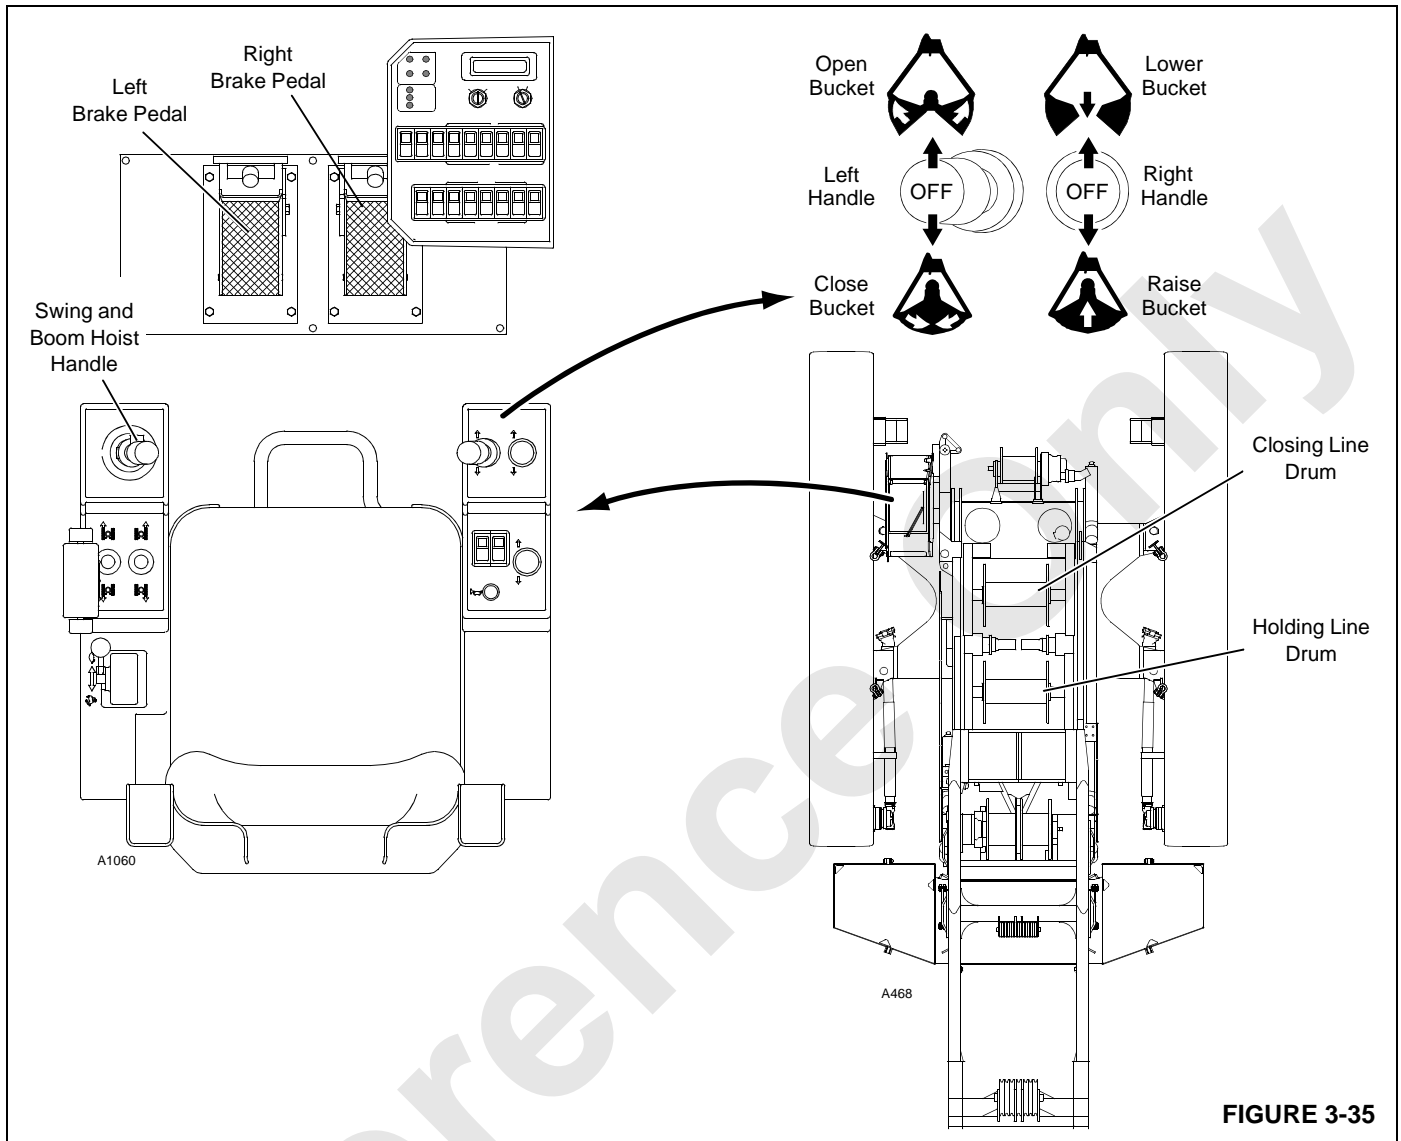 Right
Brake Pedal
Left
Brake Pedal
Open
Bucket
Lower
Bucket
Left
Handle
OFF
OFF
Right
Handle
Close
Bucket
Raise
Bucket
Swing and
Boom Hoist
Handle
Closing Line
Drum
Holding Line
Drum
A1060
A468
FIGURE 3-35
erence Only